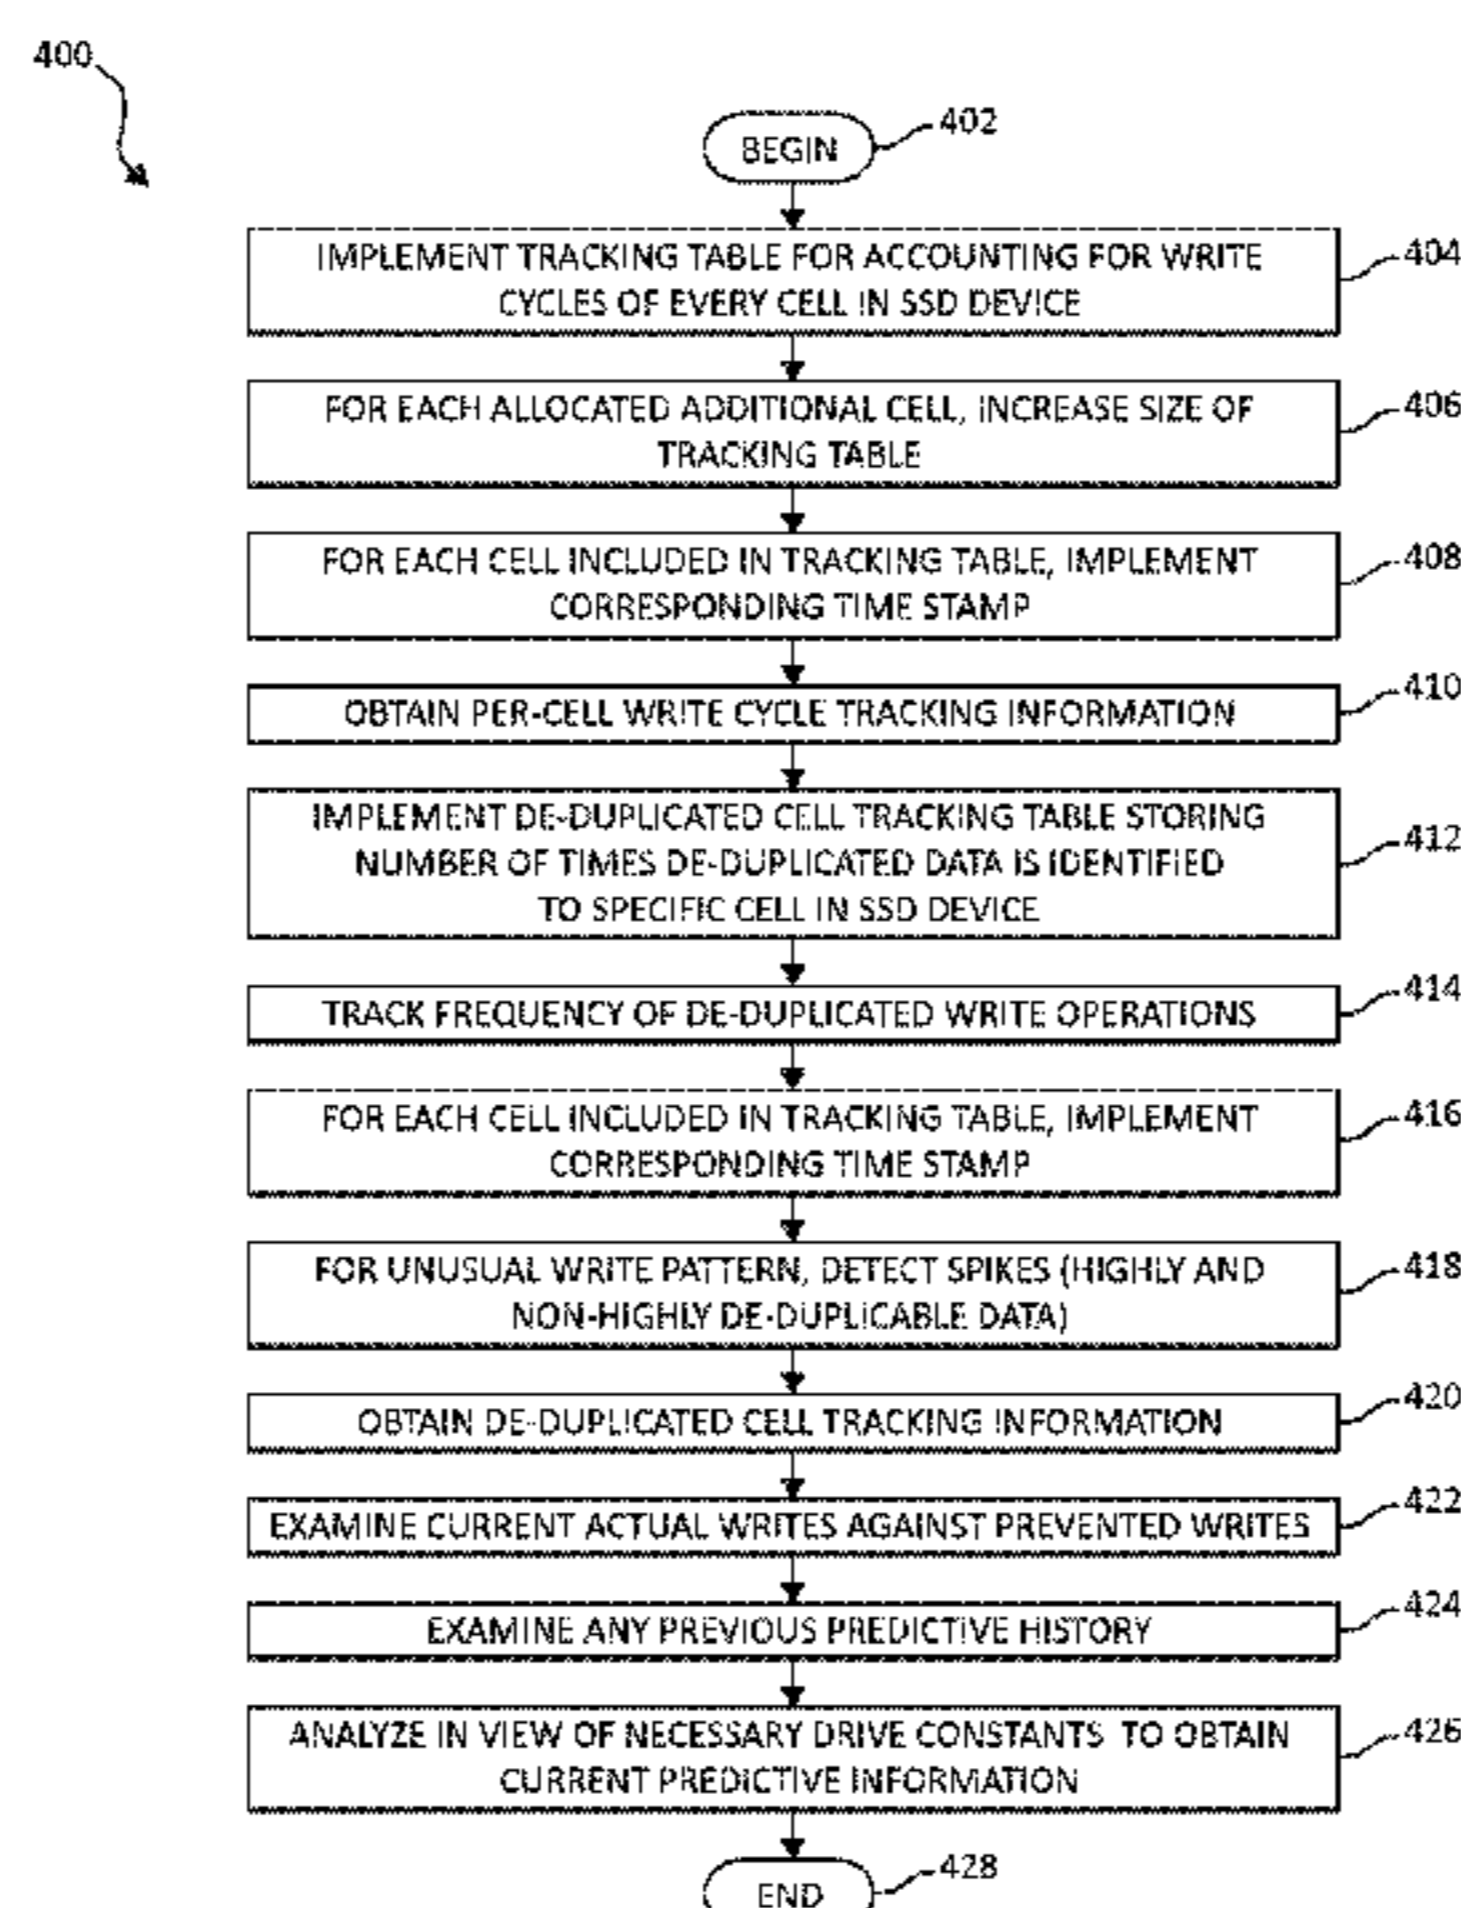 400
BEGIN
402
IMPLEMENT TRACKING TABLE FOR ACCOUNTING FOR WRITE
CYCLES OF EVERY CELL IN SSD DEVICE
404
FOR EACH ALLOCATED ADDITIONAL CELL, INCREASE SIZE OF
TRACKING TABLE
406
FOR EACH CELL INCLUDED IN TRACKING TABLE, IMPLEMENT
CORRESPONDING TIME STAMP
408
OBTAIN PER-CELL WRITE CYCLE TRACKING INFORMATION
410
IMPLEMENT DE-DUPLICATED CELL TRACKING TABLE STORING
NUMBER OF TIMES DE-DUPLICATED DATA IS IDENTIFIED
TO SPECIFIC CELL IN SSD DEVICE
412
TRACK FREQUENCY OF DE-DUPLICATED WRITE OPERATIONS
414
FOR EACH CELL INCLUDED IN TRACKING TABLE, IMPLEMENT
CORRESPONDING TIME STAMP
416
FOR UNUSUAL WRITE PATTERN, DETECT SPIKES (HIGHLY AND
NON-HIGHLY DE-DUPLICABLE DATA)
418
OBTAIN DE-DUPLICATED CELL TRACKING INFORMATION
420
EXAMINE CURRENT ACTUAL WRITES AGAINST PREVENTED WRITES
422
EXAMINE ANY PREVIOUS PREDICTIVE HISTORY
424
ANALYZE IN VIEW OF NECESSARY DRIVE CONSTANTS TO OBTAIN
CURRENT PREDICTIVE INFORMATION
426
END
428